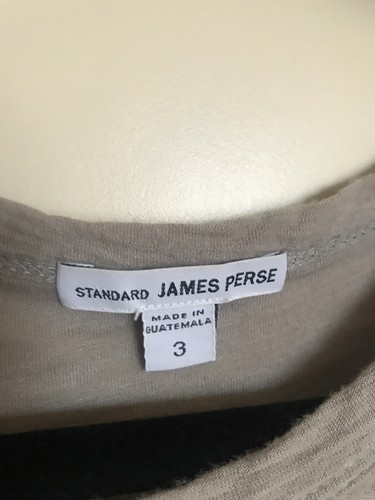 STANDARD JAMES PERSE
MADE IN
GUATEMALA
3